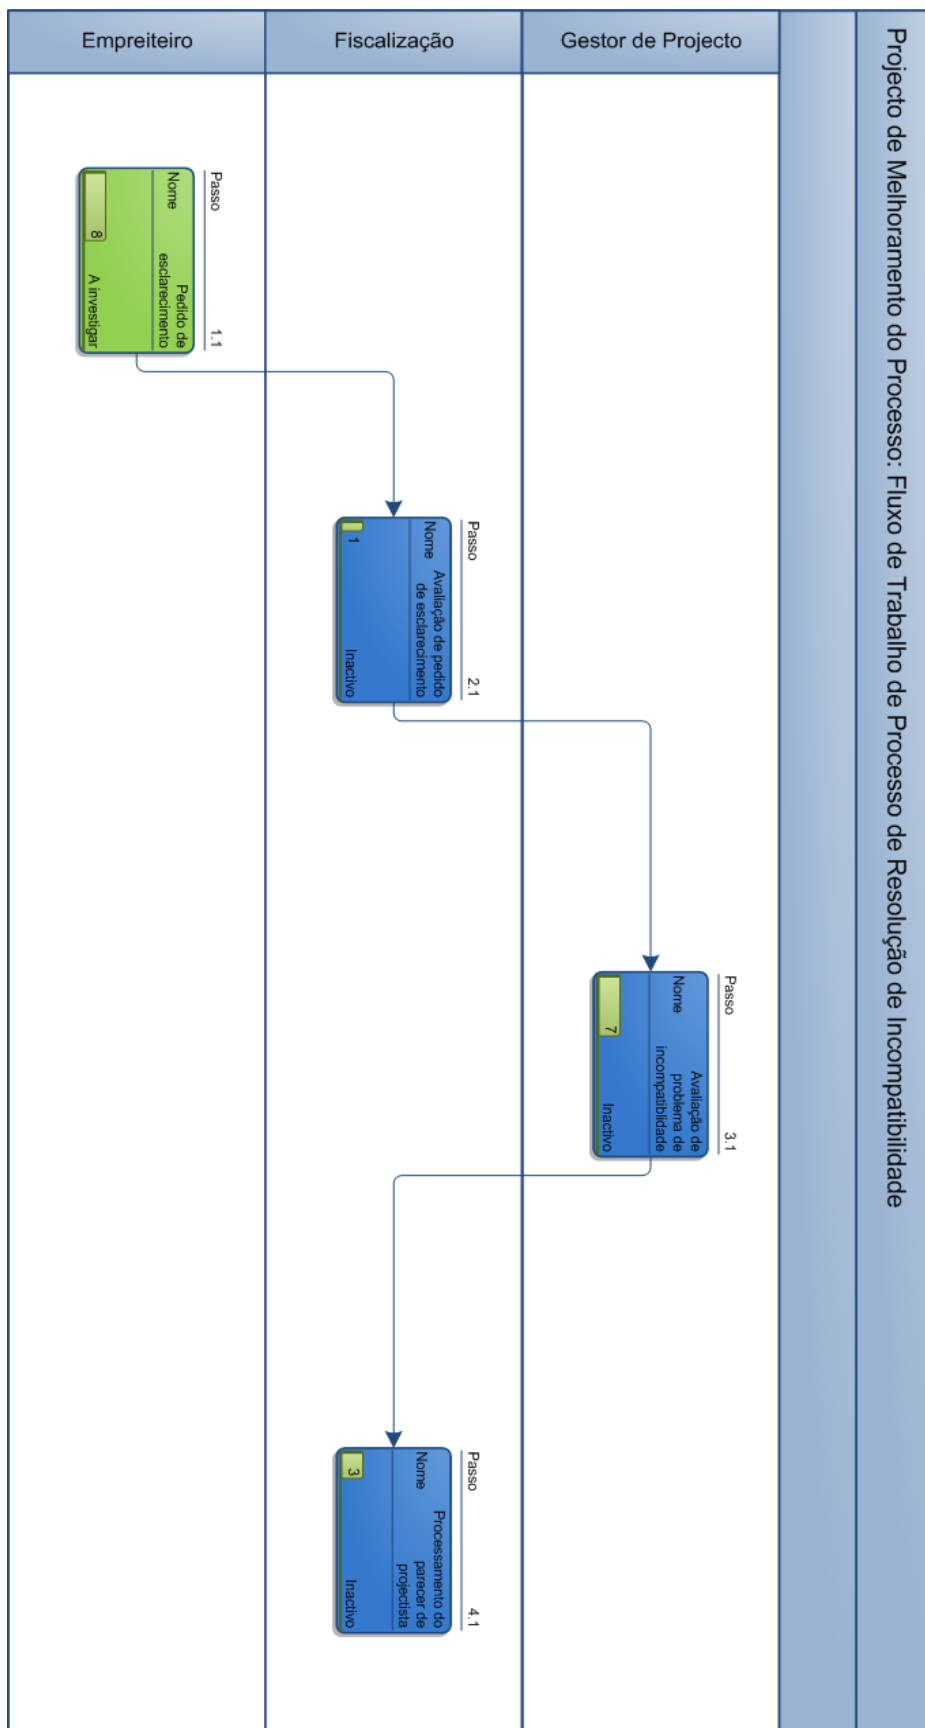 Projecto de Melhoramento do Processo: Fluxo de Trabalho de Processo de Resolução de Incompatibilidade
Empreiteiro
Fiscalização
Gestor de Projecto
Passo
1.1
Nome
Pedido de
esclarecimento
8
A investigar
Passo
2.1
Nome
Avaliação de pedido
de esclarecimento
1
Inactivo
Passo
3.1
Nome
Avaliação de
problema de
incompatiblidade
7
Inactivo
Passo
4.1
Nome
Processamento do
parecer de
projectista
3
Inactivo